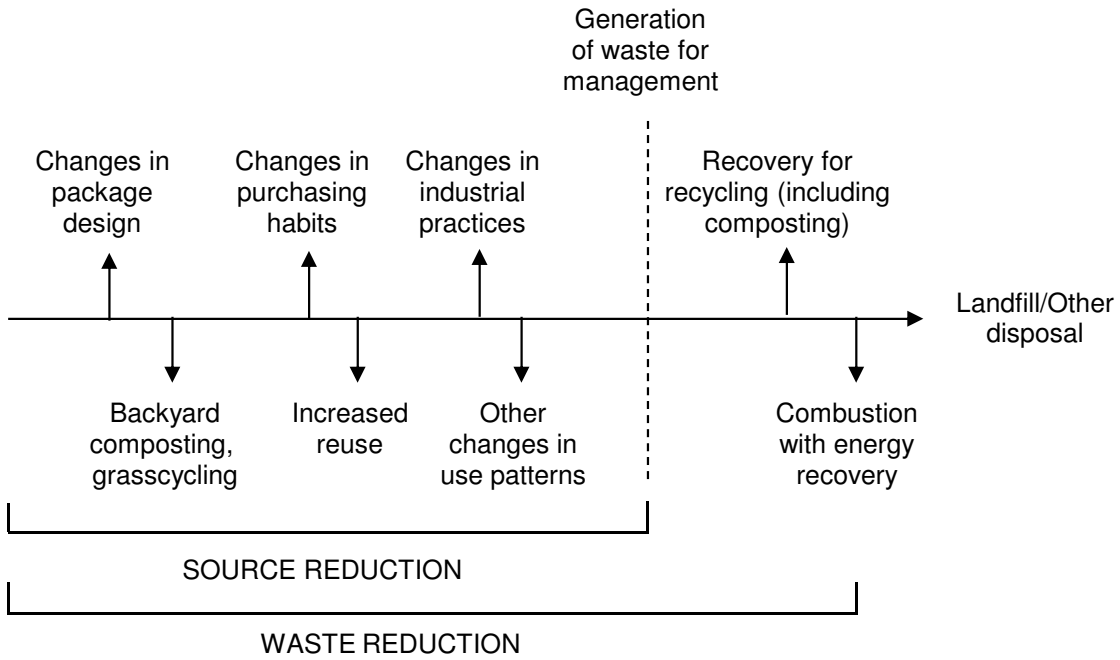 Generation
of waste for
management
Changes in
package
design
Changes in
purchasing
habits
Changes in
industrial
practices
Recovery for
recycling (including
composting)
Landfill/Other
disposal
Backyard
composting,
grasscycling
Increased
reuse
Other
changes in
use patterns
Combustion
with energy
recovery
SOURCE REDUCTION
WASTE REDUCTION